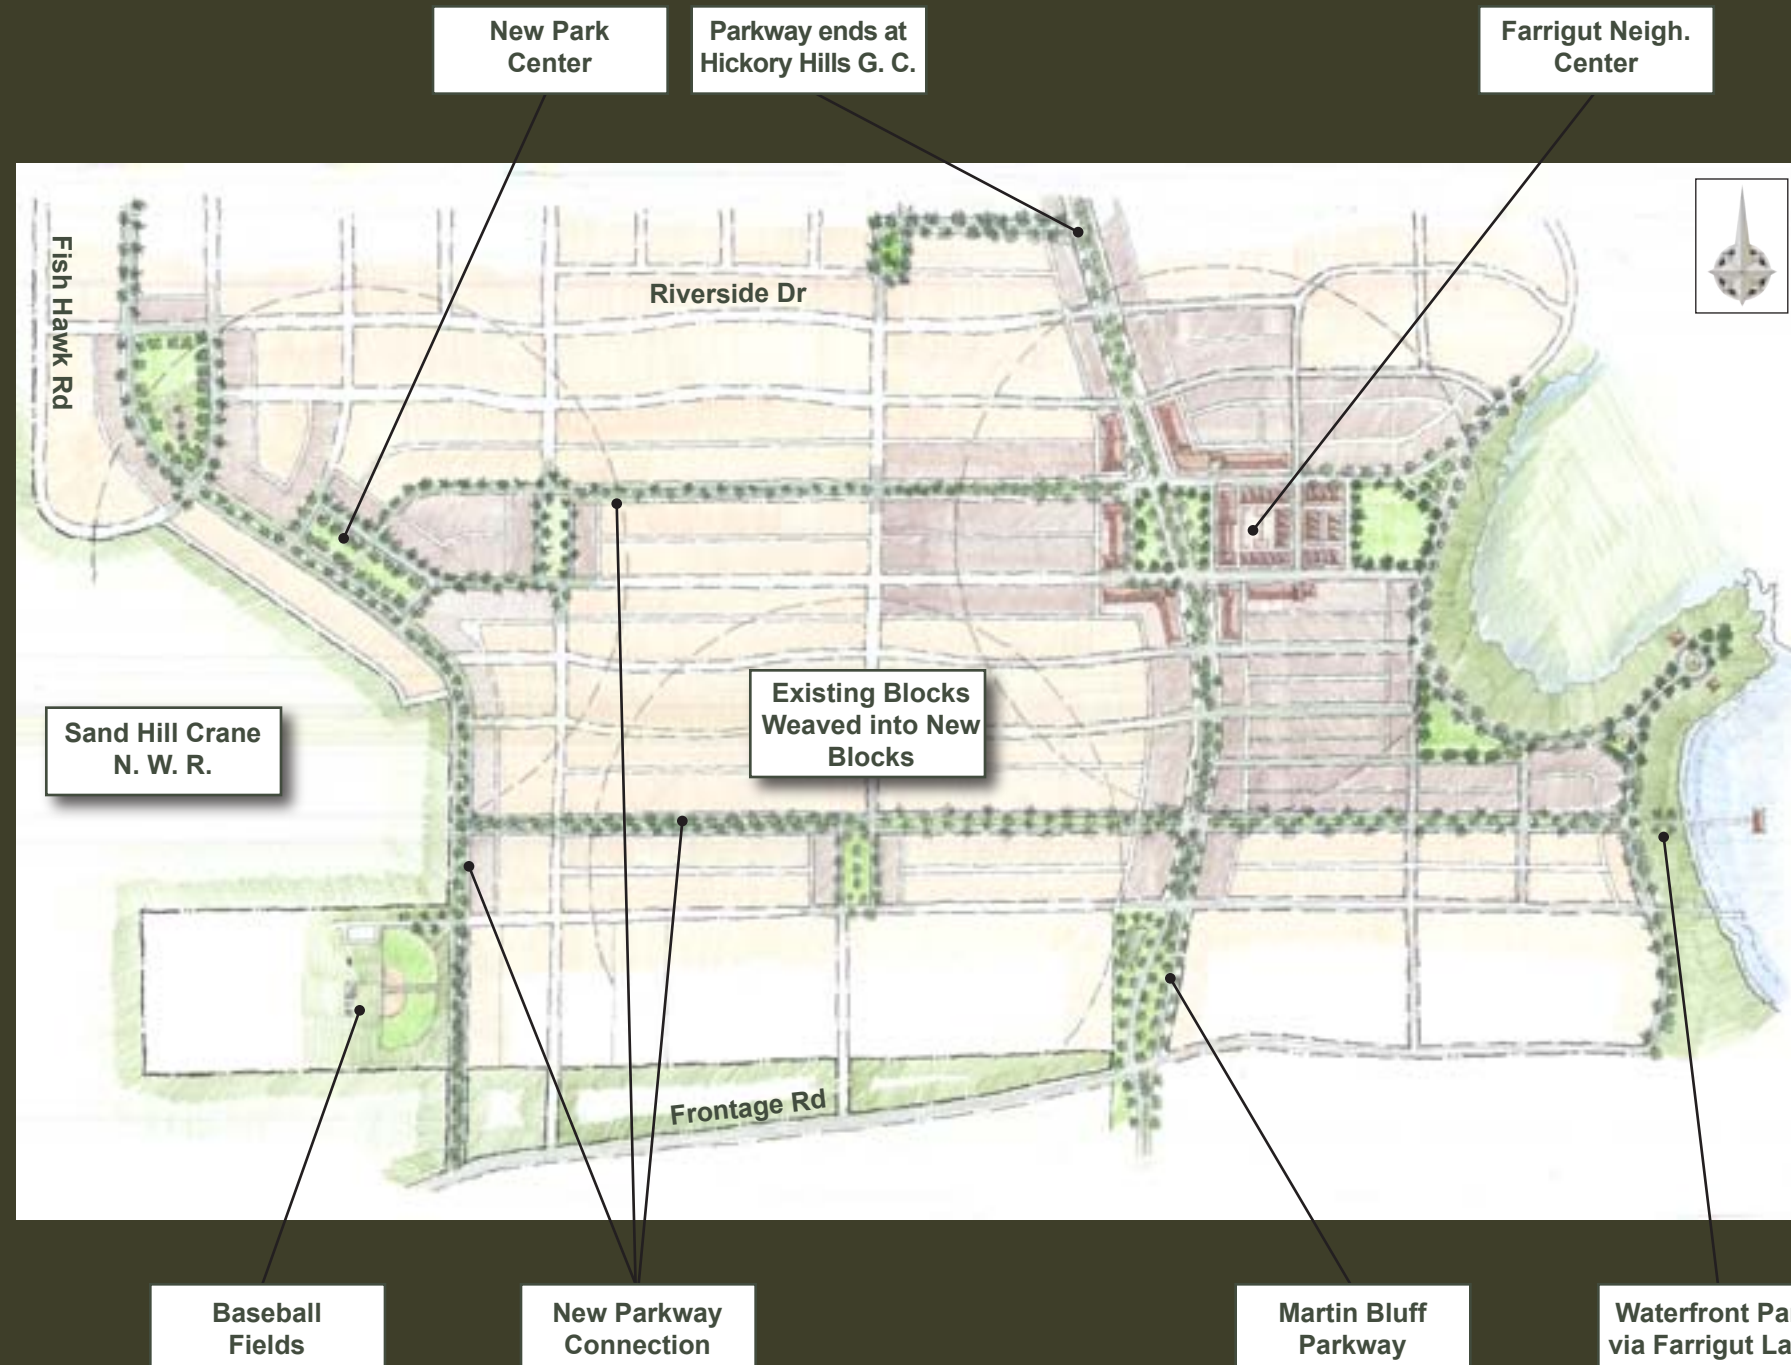 New Park
Center
Parkway ends at
Hickory Hills G. C.
Farrigut Neigh.
Center
Fish Hawk Rd
Riverside Dr
Existing Blocks
Weaved into New
Blocks
Sand Hill Crane
N. W. R.
Frontage Rd
Baseball
Fields
New Parkway
Connection
Martin Bluff
Parkway
Waterfront
via Farrigut